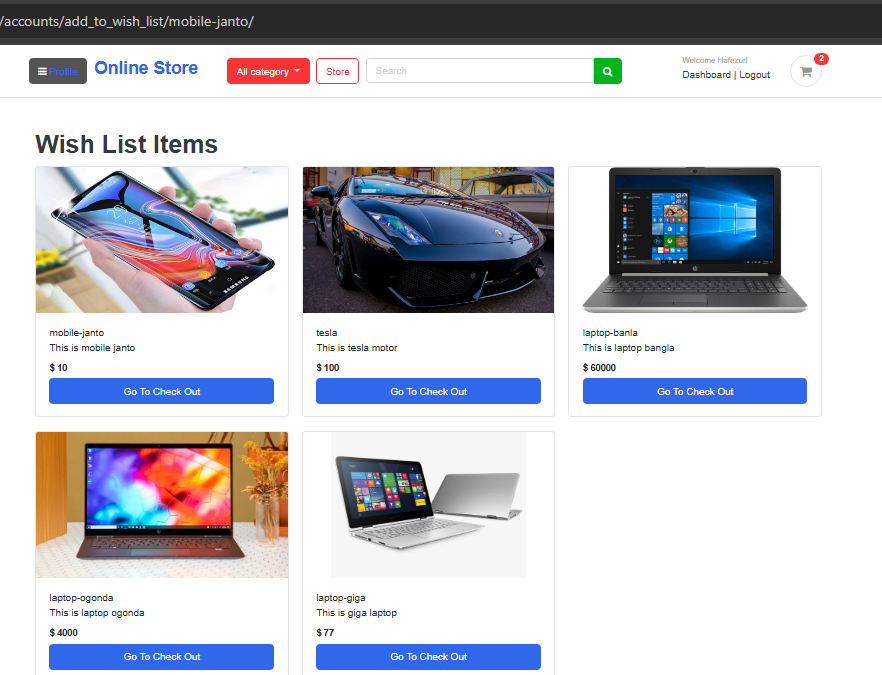 /accounts/add_to_wish_list/mobile-janto/
Profile
Online Store
All category
Store
Search
Welcome Hafezur!
Dashboard | Logout
2
Wish List Items
SAMSUNG
mobile-janto
This is mobile janto
$ 10
Go To Check Out
tesla
This is tesla motor
$ 100
Go To Check Out
laptop-banla
This is laptop bangla
$ 60000
Go To Check Out
laptop-ogonda
This is laptop ogonda
$ 4000
Go To Check Out
laptop-giga
This is giga laptop
$ 77
Go To Check Out